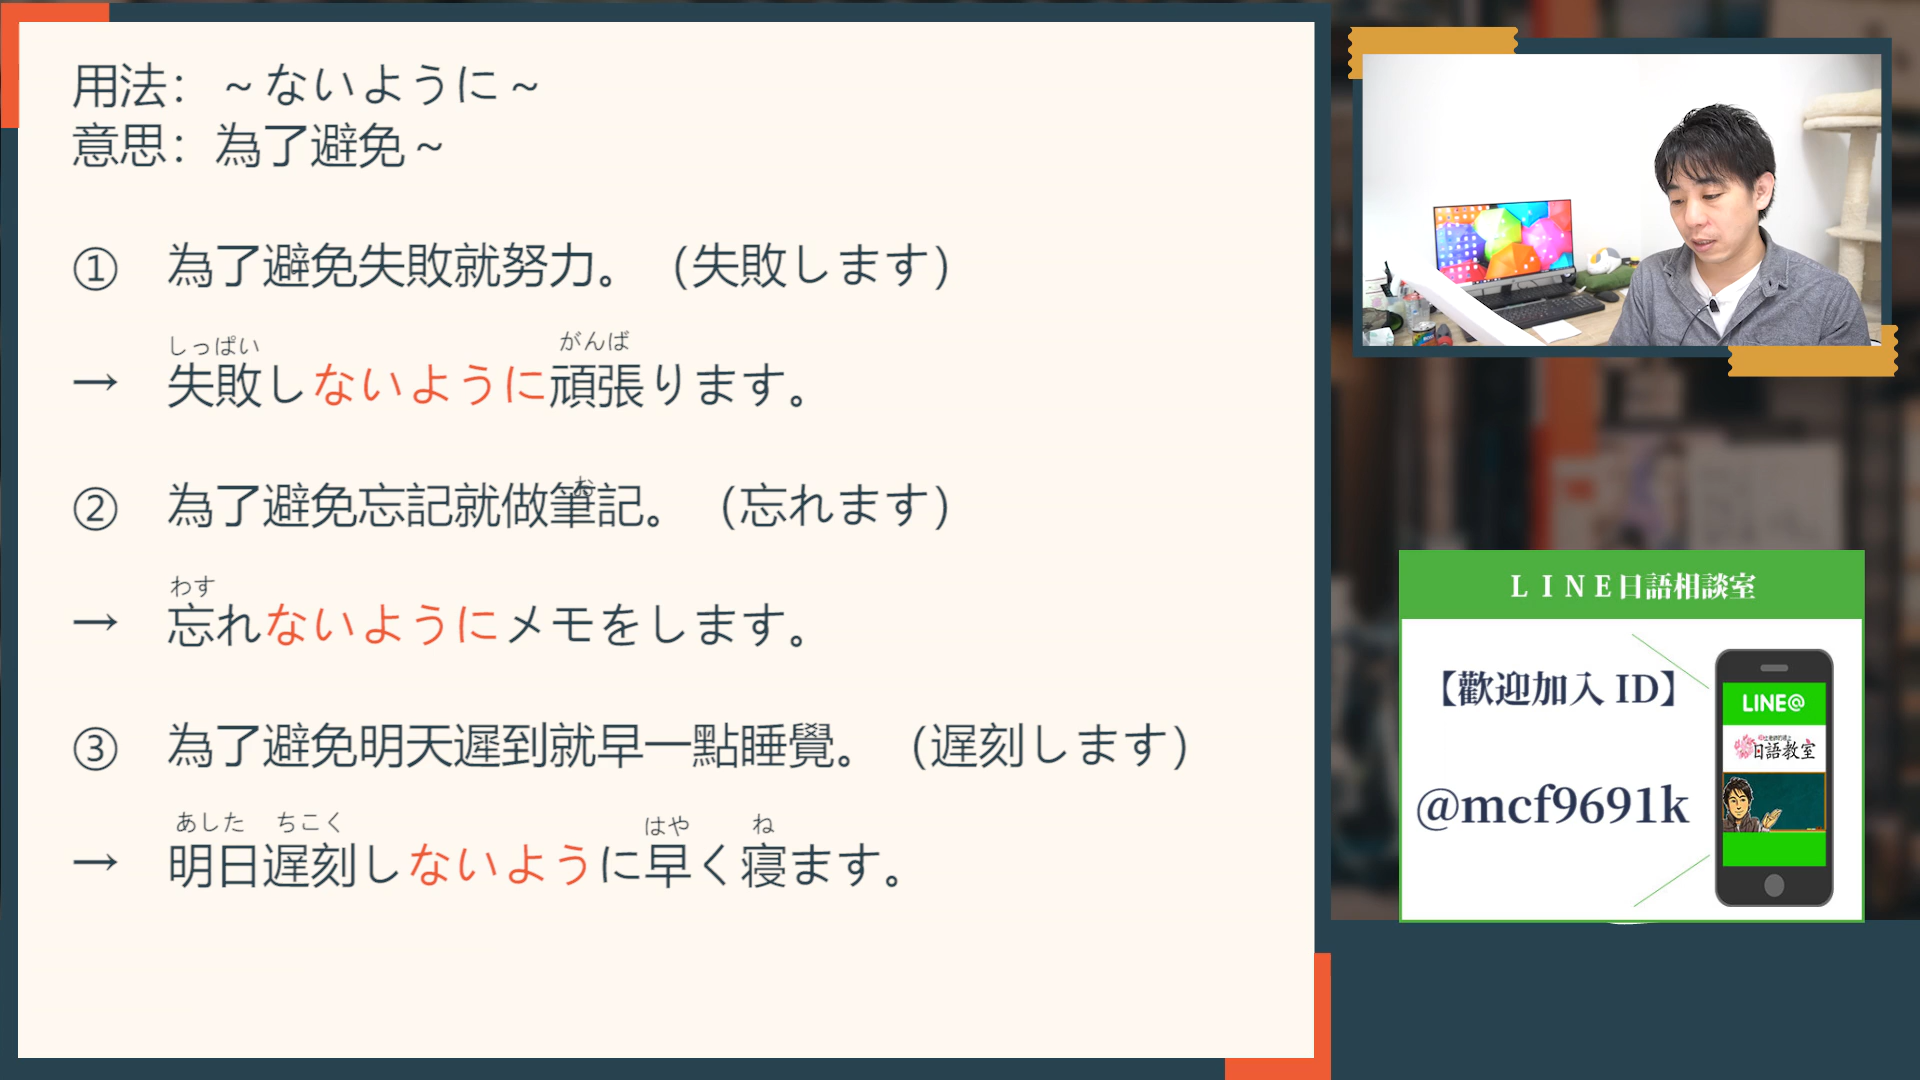 用法：～ないように～
意思：為了避免～
① 為了避免失敗就努力。（失敗します）
しっぱい がんば
→ 失敗しないように頑張ります。
お
② 為了避免忘記就做筆記。（忘れます）
わす
→ 忘れないようにメモをします。
③ 為了避免明天遲到就早一點睡覺。（遅刻します）
あした ちこく はや ね
→ 明日遅刻しないように早く寝ます。
ＬＩＮＥ日語相談室
【歡迎加入 ID】
@mcf9691k
LINE@
日語教室